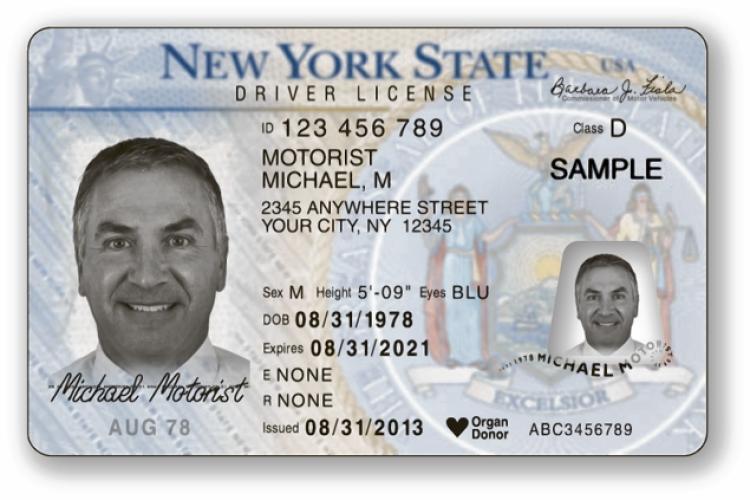 NEW YORK STATE USA
DRIVER LICENSE
Barbara J. Fiala
Commissioner of Motor Vehicles
ID 123 456 789 Class D
MOTORIST
MICHAEL, M
SAMPLE
2345 ANYWHERE STREET
YOUR CITY, NY 12345
Sex M Height 5'-09" Eyes BLU
DOB 08/31/1978
Expires 08/31/2021
E NONE
R NONE
Issued 08/31/2013
Organ
Donor
ABC3456789
Michael Motorist
AUG 78
1978 MICHAEL MOTORIST
EXCELSIOR